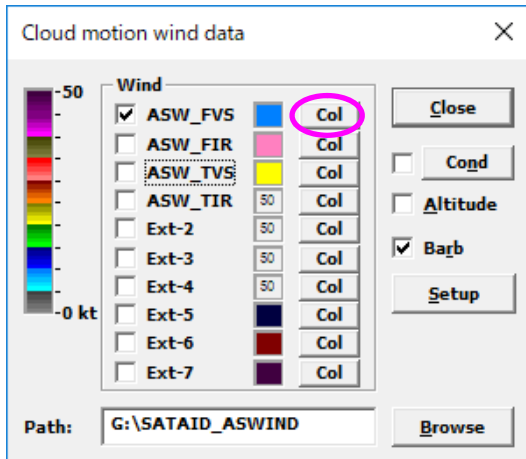 Cloud motion wind data
Wind
50
ASW_FVS Col
ASW_FIR Col
ASW_TVS Col
ASW_TIR 50 Col
Ext-2 50 Col
Ext-3 50 Col
Ext-4 50 Col
0 kt
Ext-5 Col
Ext-6 Col
Ext-7 Col
Close
Cond
Altitude
Barb
Setup
Path: G:\SATAID_ASWIND Browse